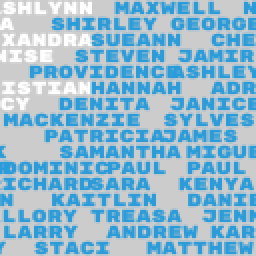 SHLYNN MAXWELL N
A SHIRLEY GEORGE
XANDRA SUEANN CHE
NISE STEVEN JAMIR
PROVIDENCE ASHLEY
ISTIAN HANNAH ADR
CY DENITA JANICE
MACKENZIE SYLVES
PATRICIA JAMES
SAMANTHA MIGUE
DOMINIC PAUL PAUL
RICHARD SARA KENYA
N KAITLIN DANIE
LLORY TREASA JENN
LARRY ANDREW KAR
Y STACI MATTHEW